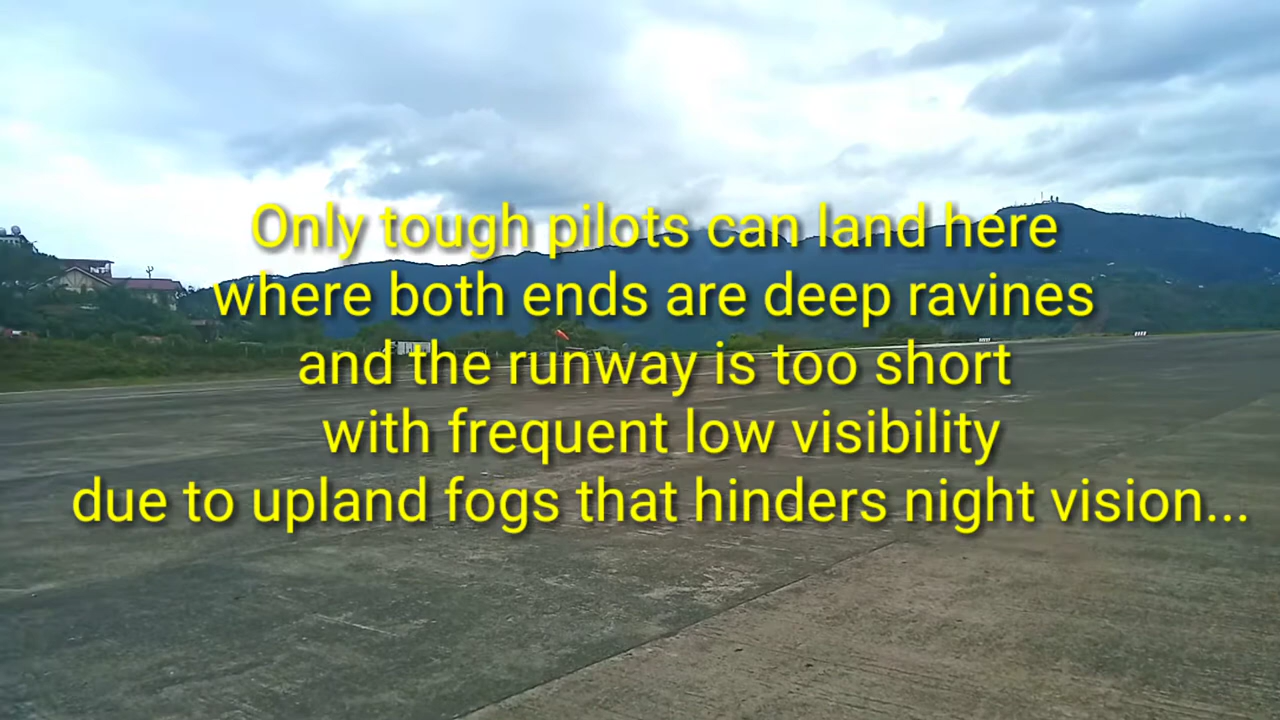 Only tough pilots can land here
where both ends are deep ravines
and the runway is too short
with frequent low visibility
due to upland fogs that hinders night vision...